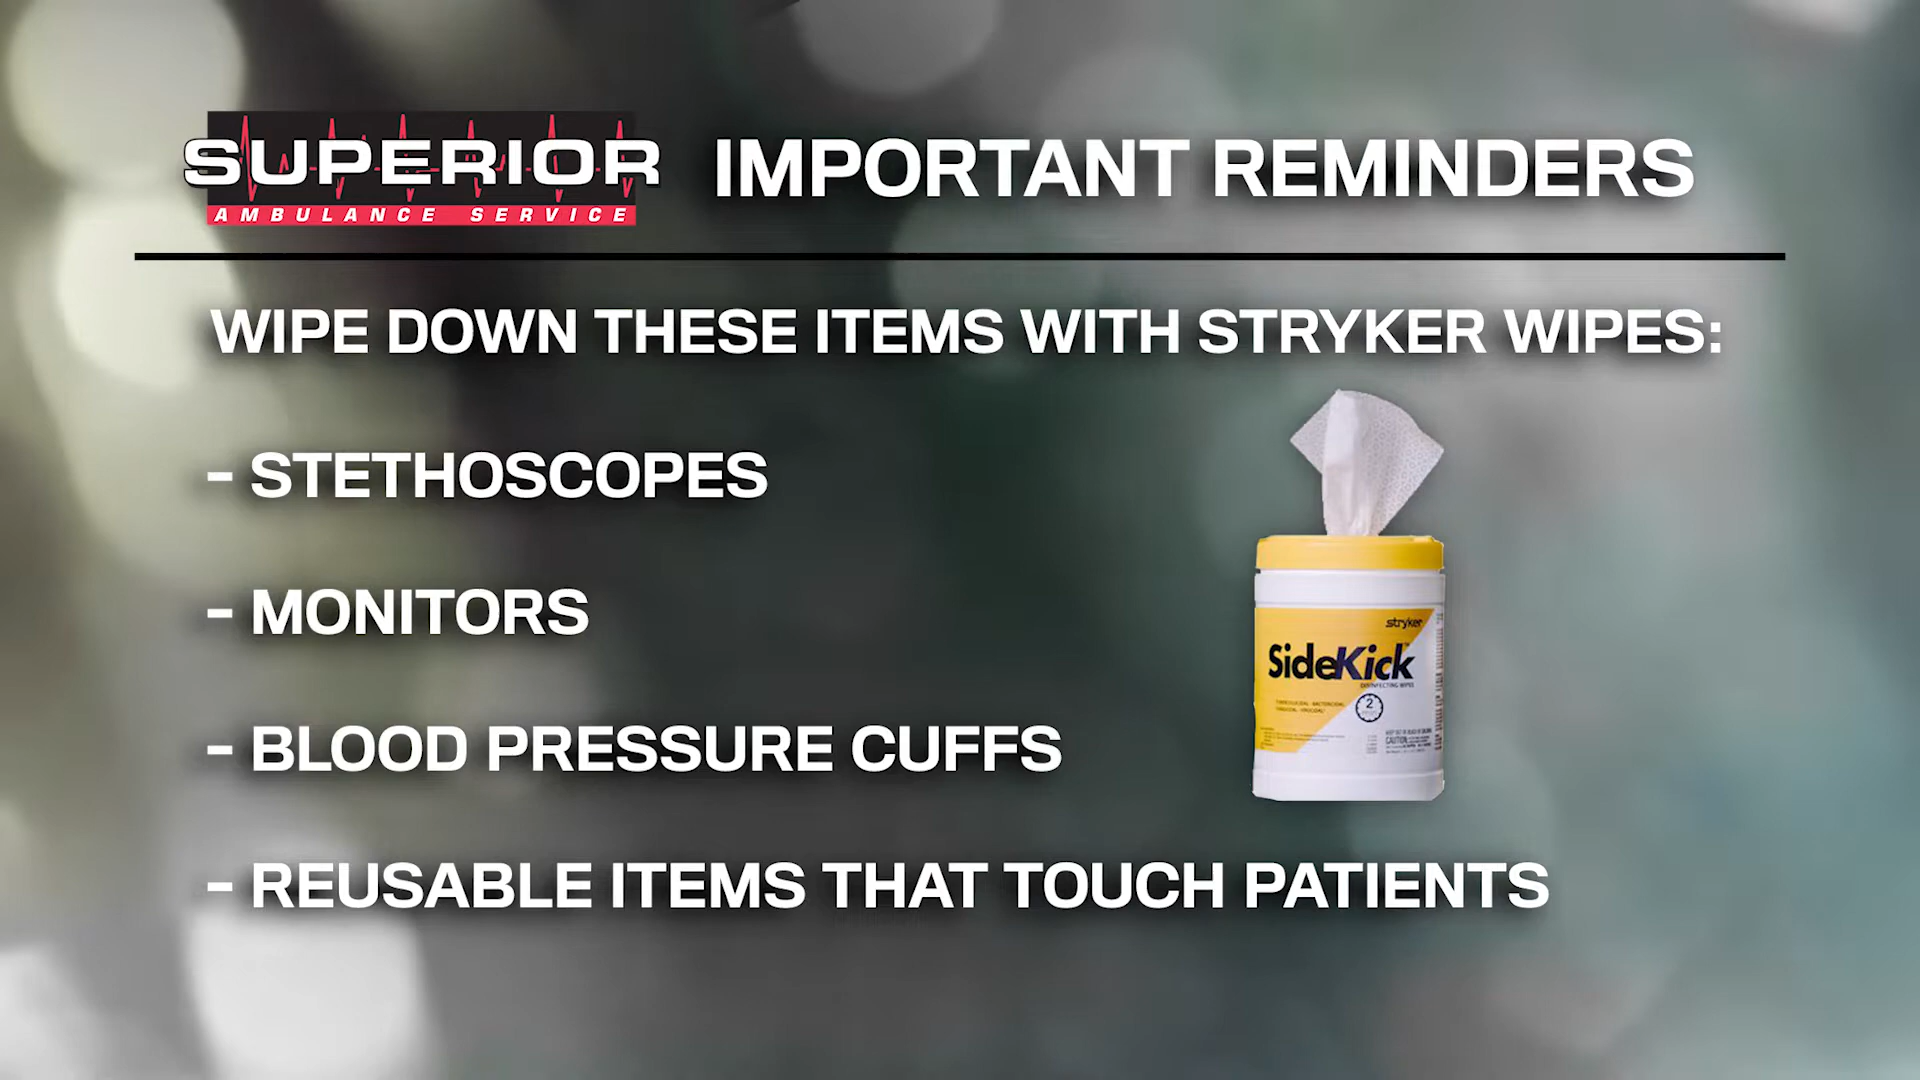 SUPERIOR
AMBULANCE SERVICE
IMPORTANT REMINDERS
WIPE DOWN THESE ITEMS WITH STRYKER WIPES:
- STETHOSCOPES
- MONITORS
- BLOOD PRESSURE CUFFS
- REUSABLE ITEMS THAT TOUCH PATIENTS
stryker
SideKick
DISINFECTING WIPES
2
CAUTION